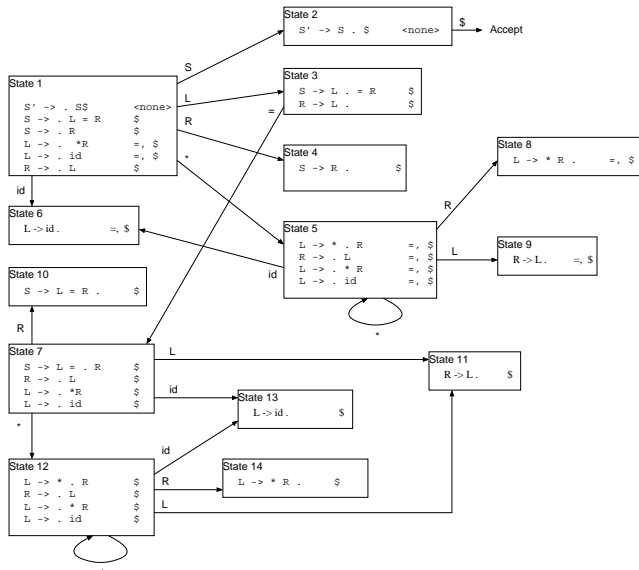 State 2
S' -> S . $ <none>
$
Accept
S
State 1
S' -> . S$ <none>
S -> . L = R $
S -> . R $
L -> . *R =, $
L -> . id =, $
R -> . L $
L
State 3
S -> L . = R $
R -> L . $
=
R
State 4
S -> R . $
*
State 8
L -> * R . =, $
R
id
State 6
L -> id . =, $
State 5
L -> * . R =, $
R -> . L =, $
L -> . * R =, $
L -> . id =, $
id
L
State 9
R -> L . =, $
*
State 10
S -> L = R . $
R
State 7
S -> L = . R $
R -> . L $
L -> . *R $
L -> . id $
L
State 11
R -> L . $
id
State 13
L -> id . $
*
id
State 12
L -> * . R $
R -> . L $
L -> . * R $
L -> . id $
R
State 14
L -> * R . $
L